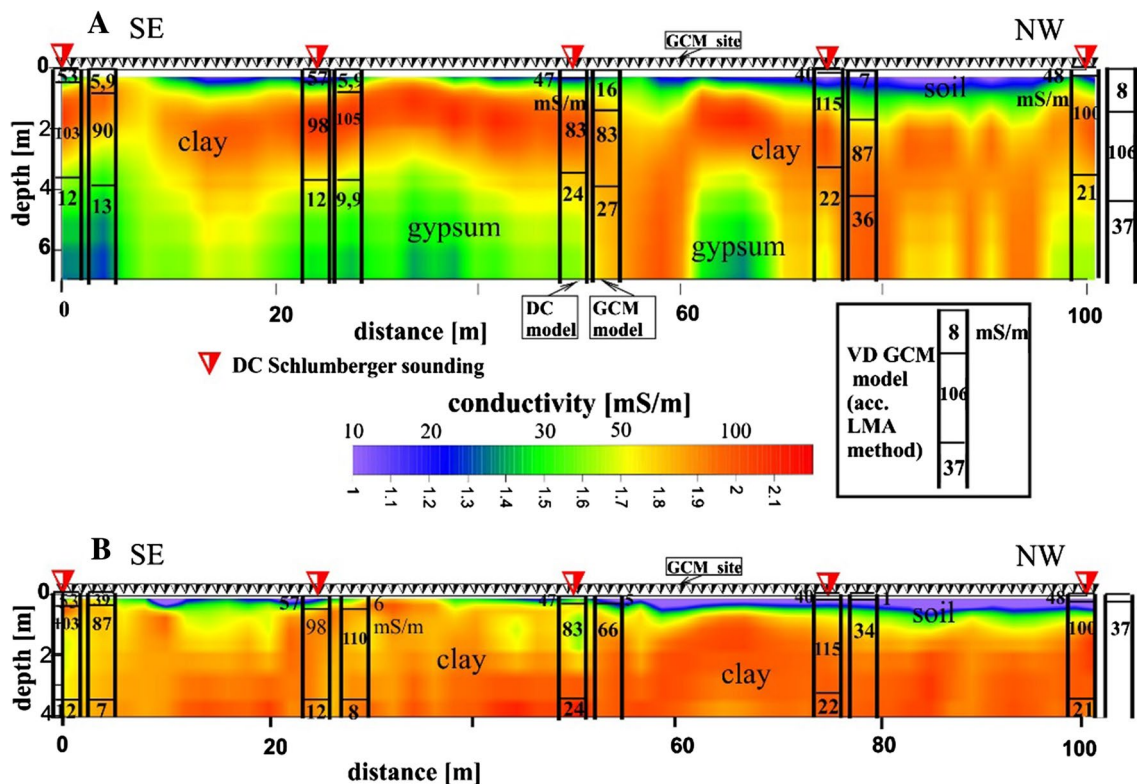 A SE
GCM site
NW
0
2
4
6
depth [m]
53
103
12
5,9
90
13
57
98
12
5,9
105
9,9
47
mS/m
83
24
16
83
27
40
115
22
7
87
36
48
mS/m
100
21
8
106
37
clay
gypsum
gypsum
clay
soil
0
20
60
100
distance [m]
DC
model
GCM
model
DC Schlumberger sounding
conductivity [mS/m]
10 20 30 50 100
1 1.1 1.2 1.3 1.4 1.5 1.6 1.7 1.8 1.9 2 2.1
VD GCM
model
(acc.
LMA
method)
8
mS/m
106
37
B SE
GCM site
NW
0
2
4
depth [m]
53
103
12
39
87
7
57
98
12
6
mS/m
110
8
47
83
24
66
40
115
22
1
34
48
100
21
37
clay
clay
soil
0 20 60 80 100
distance [m]